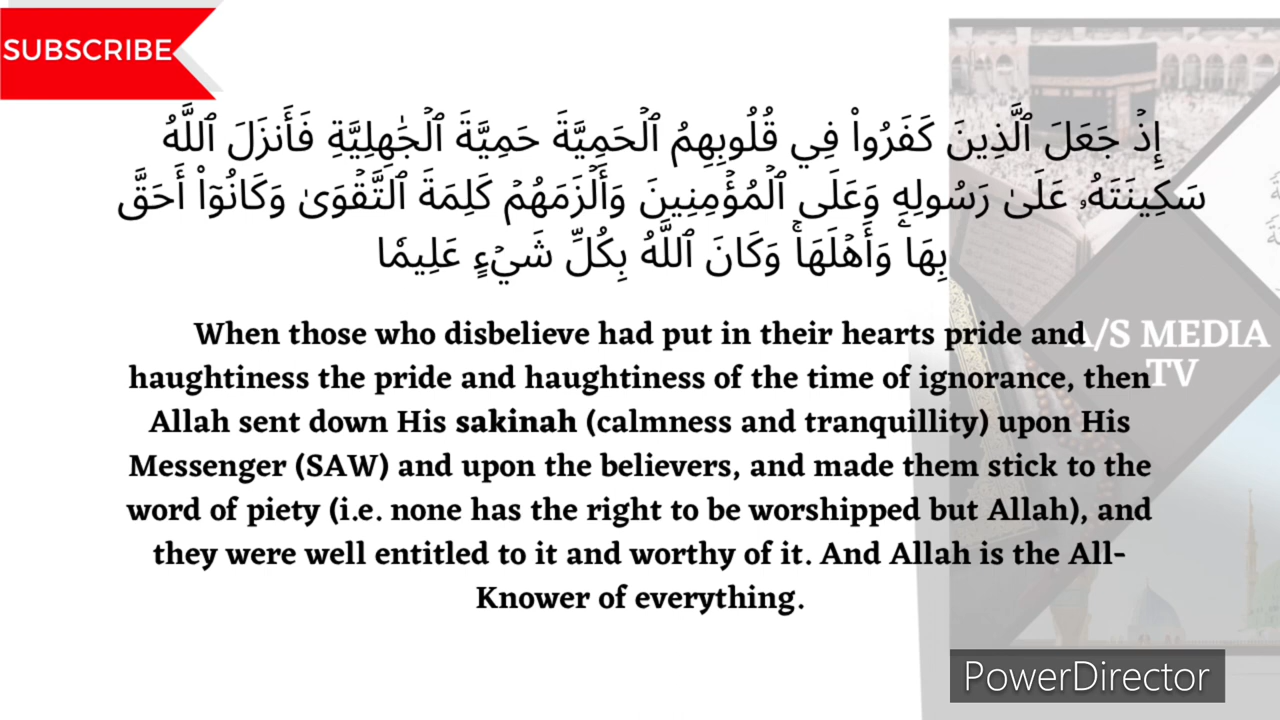 SUBSCRIBE
إِذۡ جَعَلَ ٱلَّذِينَ كَفَرُواْ فِي قُلُوبِهِمُ ٱلۡحَمِيَّةَ حَمِيَّةَ ٱلۡجَٰهِلِيَّةِ فَأَنزَلَ ٱللَّهُ
سَكِينَتَهُۥ عَلَىٰ رَسُولِهِۦ وَعَلَى ٱلۡمُؤۡمِنِينَ وَأَلۡزَمَهُمۡ كَلِمَةَ ٱلتَّقۡوَىٰ وَكَانُوٓاْ أَحَقَّ
بِهَا وَأَهۡلَهَاۚ وَكَانَ ٱللَّهُ بِكُلِّ شَيۡءٍ عَلِيمٗا
When those who disbelieve had put in their hearts pride and
haughtiness the pride and haughtiness of the time of ignorance, then
Allah sent down His sakinah (calmness and tranquillity) upon His
Messenger (SAW) and upon the believers, and made them stick to the
word of piety (i.e. none has the right to be worshipped but Allah), and
they were well entitled to it and worthy of it. And Allah is the All-
Knower of everything.
A/S MEDIA
TV
PowerDirector